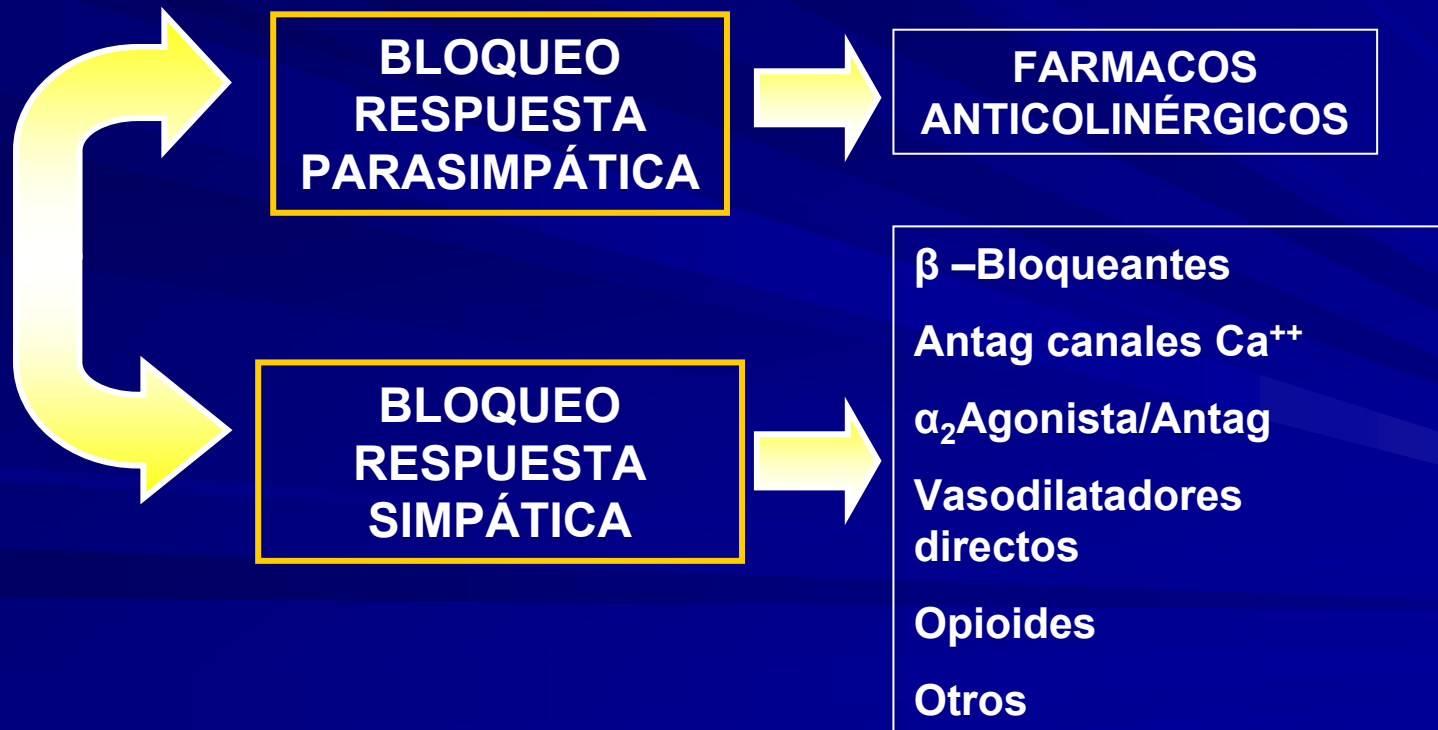 BLOQUEO
RESPUESTA
PARASIMPÁTICA
FARMACOS
ANTICOLINÉRGICOS
BLOQUEO
RESPUESTA
SIMPÁTICA
β –Bloqueantes
Antag canales Ca⁺⁺
α₂Agonista/Antag
Vasodilatadores
directos
Opioides
Otros